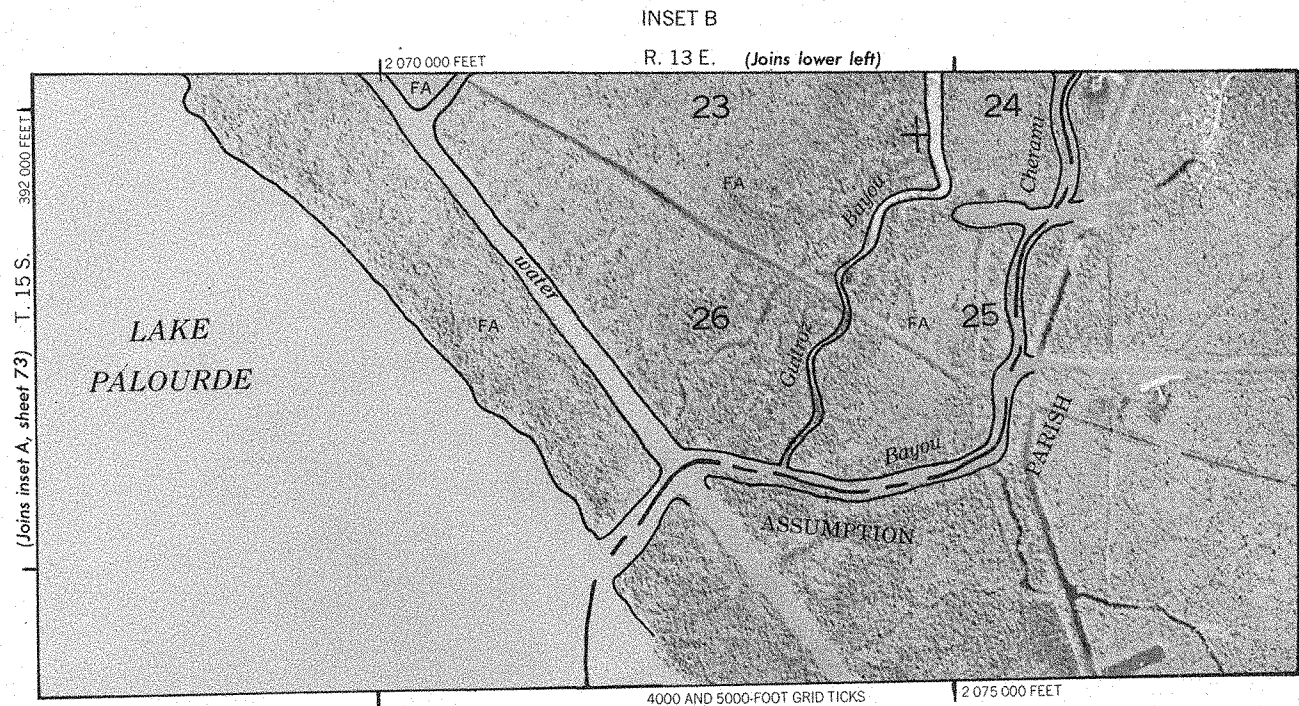 INSET B
2 070 000 FEET
R. 13 E. (Joins lower left)
392 000 FEET
T. 15 S.
(Joins inset A, sheet 73)
FA
23
24
Cherami
FA
Bayou
water
LAKE
PALOURDE
FA
26
Guitroz
FA
25
PARISH
Bayou
ASSUMPTION
4000 AND 5000-FOOT GRID TICKS
2 075 000 FEET